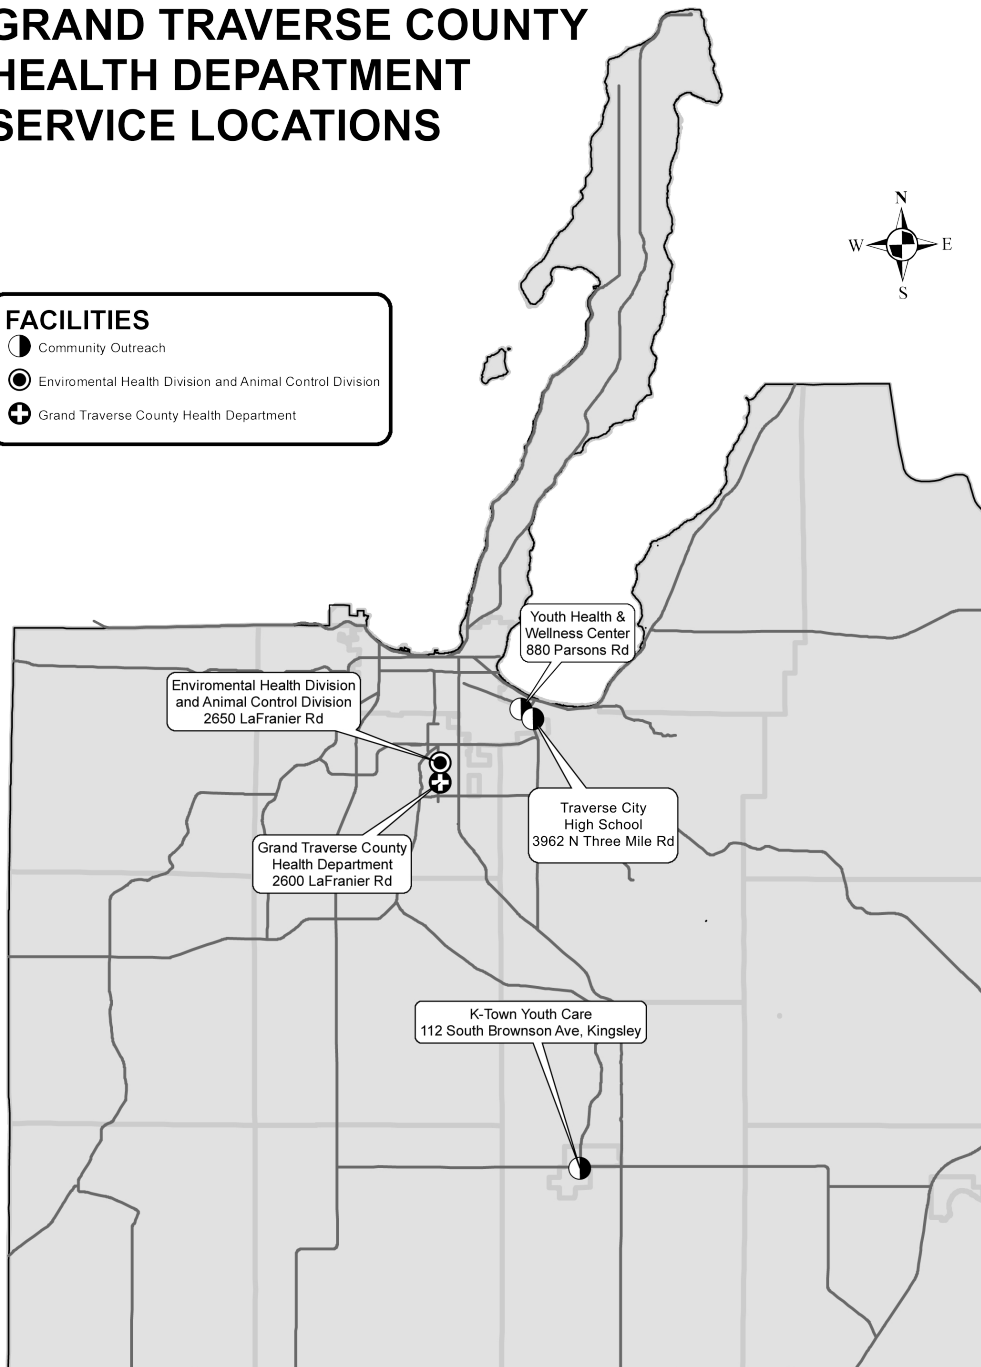 GRAND TRAVERSE COUNTY
HEALTH DEPARTMENT
SERVICE LOCATIONS
N
W
E
S
FACILITIES
Community Outreach
Enviromental Health Division and Animal Control Division
Grand Traverse County Health Department
Youth Health &
Wellness Center
880 Parsons Rd
Enviromental Health Division
and Animal Control Division
2650 LaFranier Rd
Traverse City
High School
3962 N Three Mile Rd
Grand Traverse County
Health Department
2600 LaFranier Rd
K-Town Youth Care
112 South Brownson Ave, Kingsley